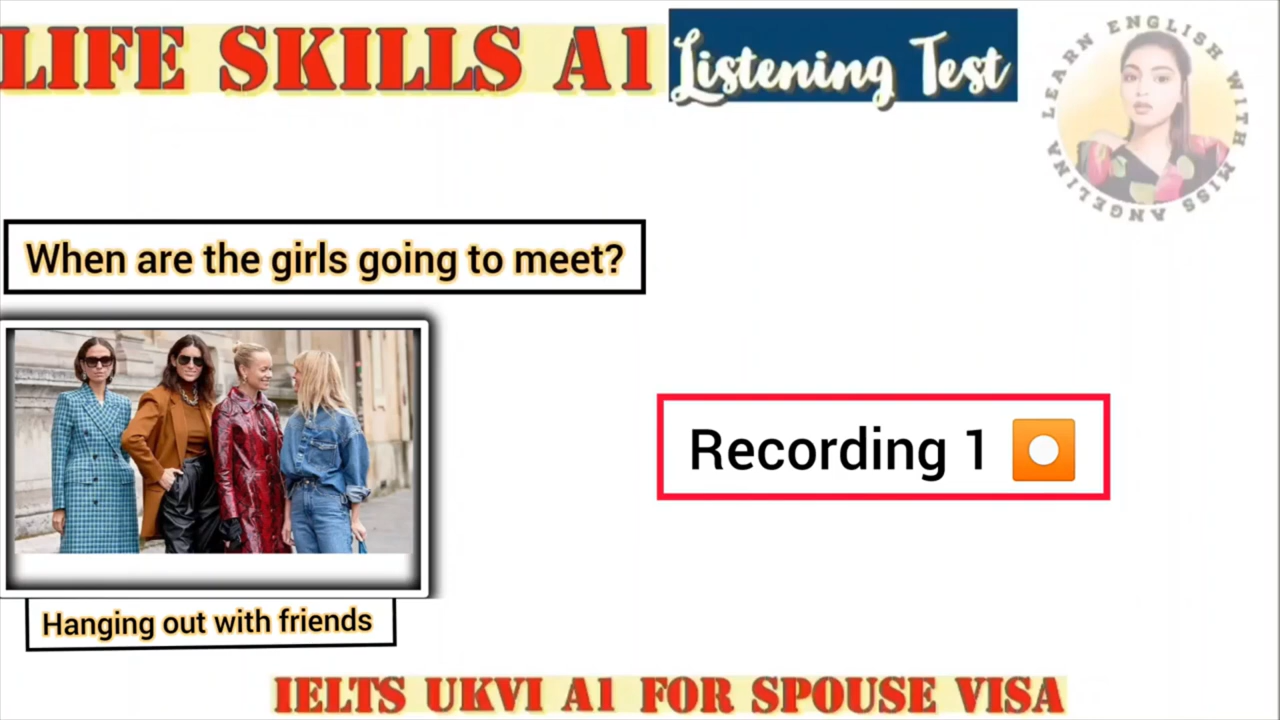 LIFE SKILLS A1
Listening Test
LEARN ENGLISH WITH MISS ANGELINA
When are the girls going to meet?
Recording 1
Hanging out with friends
IELTS UKVI A1 FOR SPOUSE VISA